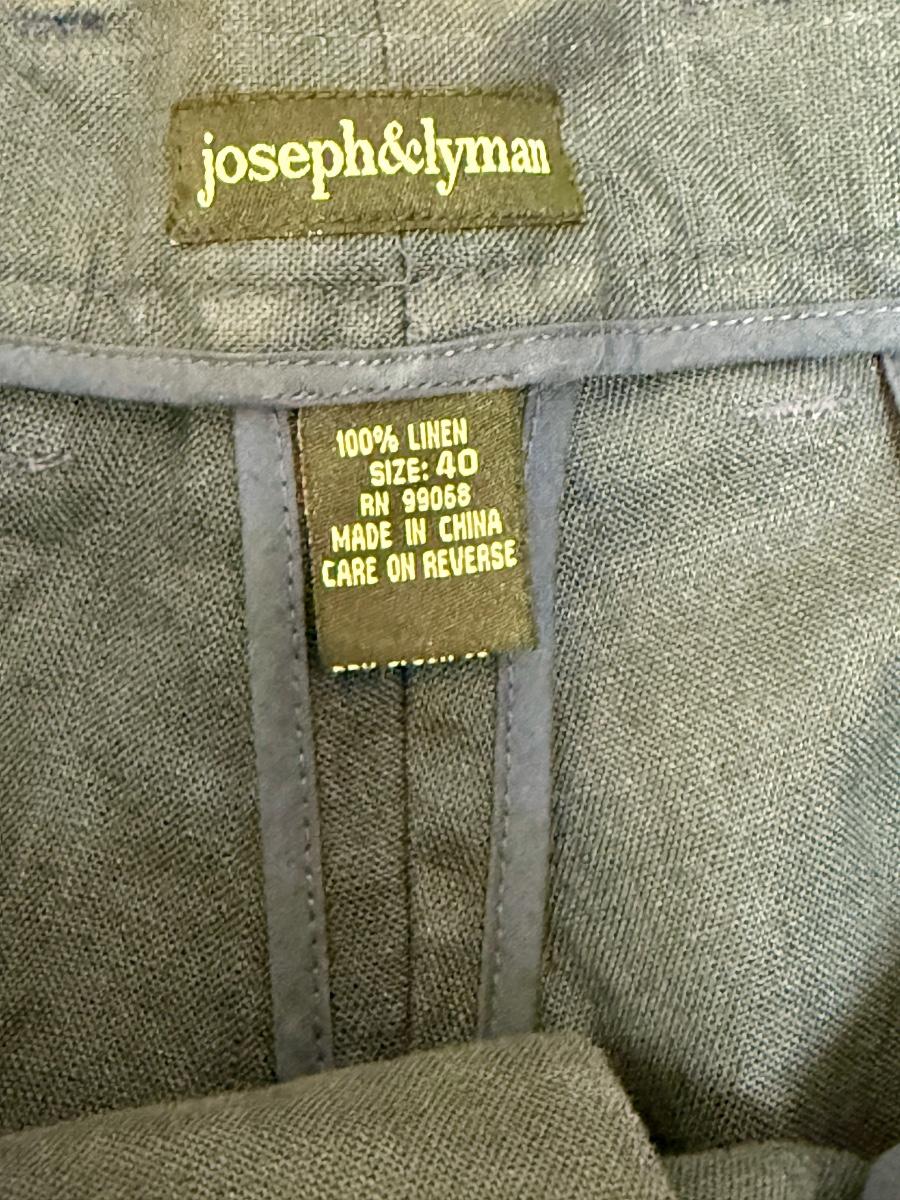 joseph&lyman
100% LINEN
SIZE: 40
RN 99068
MADE IN CHINA
CARE ON REVERSE